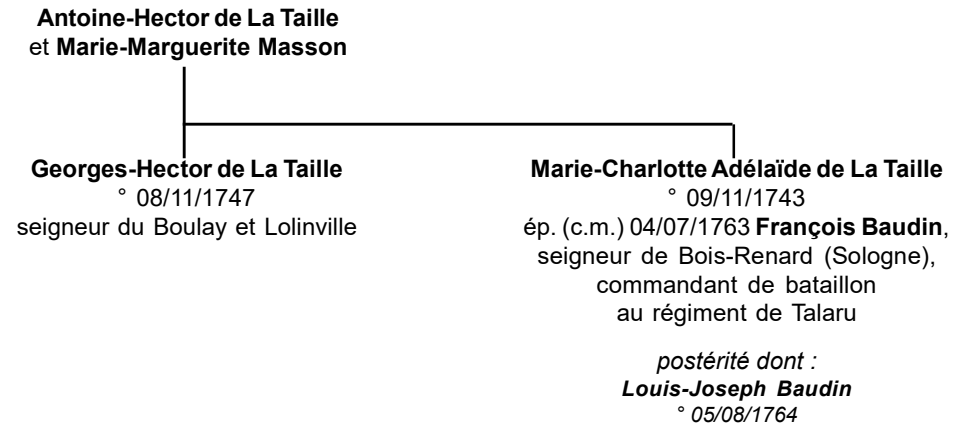 Antoine-Hector de La Taille
et Marie-Marguerite Masson
Georges-Hector de La Taille
° 08/11/1747
seigneur du Boulay et Lolinville
Marie-Charlotte Adélaïde de La Taille
° 09/11/1743
ép. (c.m.) 04/07/1763 François Baudin,
seigneur de Bois-Renard (Sologne),
commandant de bataillon
au régiment de Talaru
postérité dont :
Louis-Joseph Baudin
° 05/08/1764